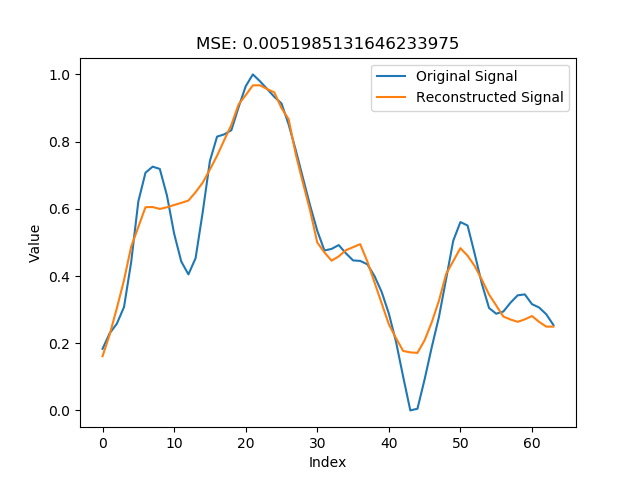 MSE: 0.0051985131646233975
Original Signal
Reconstructed Signal
1.0
0.8
0.6
0.4
0.2
0.0
Value
0 10 20 30 40 50 60
Index